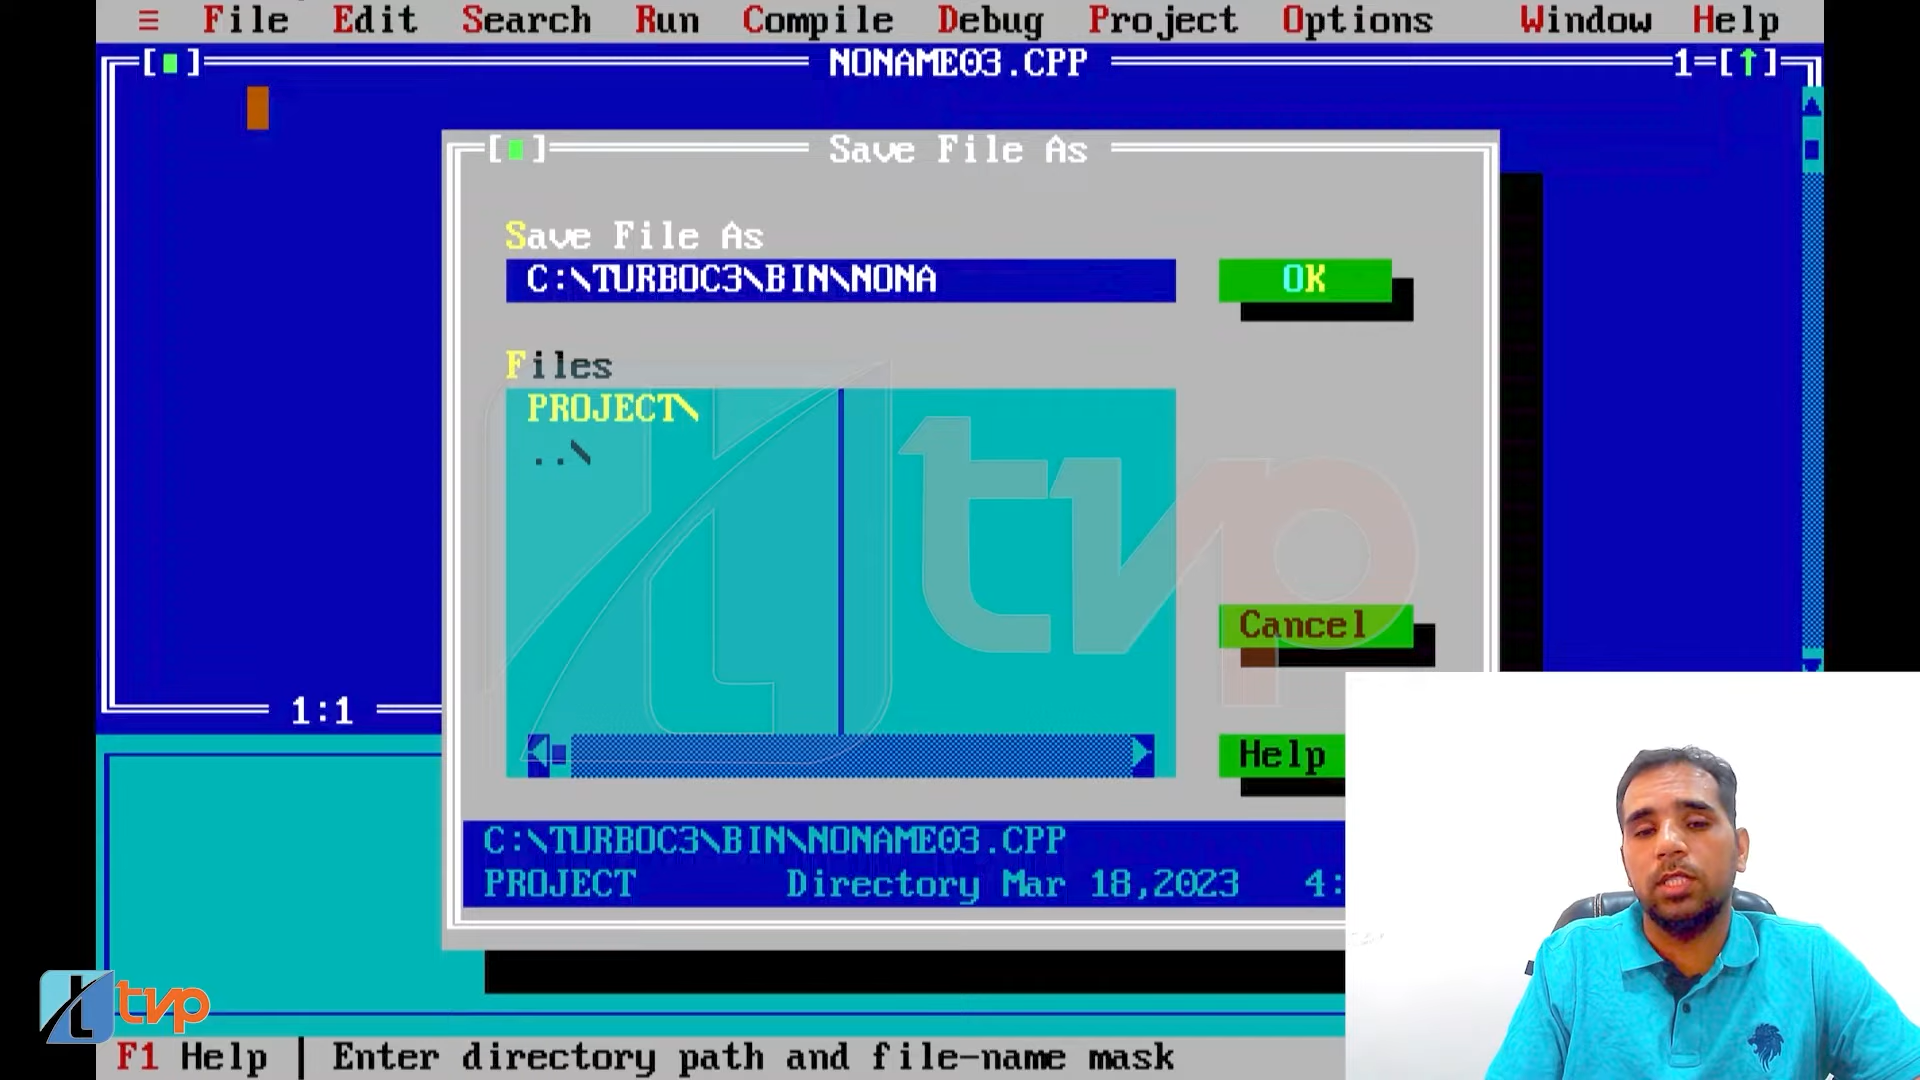 ≡ File Edit Search Run Compile Debug Project Options Window Help
[■] NONAME03.CPP 1=[↑]
[■] Save File As
Save File As
C:\TURBOC3\BIN\NONA OK
Files
PROJECT\
..\
tvp
Cancel
1:1
Help
C:\TURBOC3\BIN\NONAME03.CPP
PROJECT Directory Mar 18,2023 4:
tvp
F1 Help | Enter directory path and file-name mask